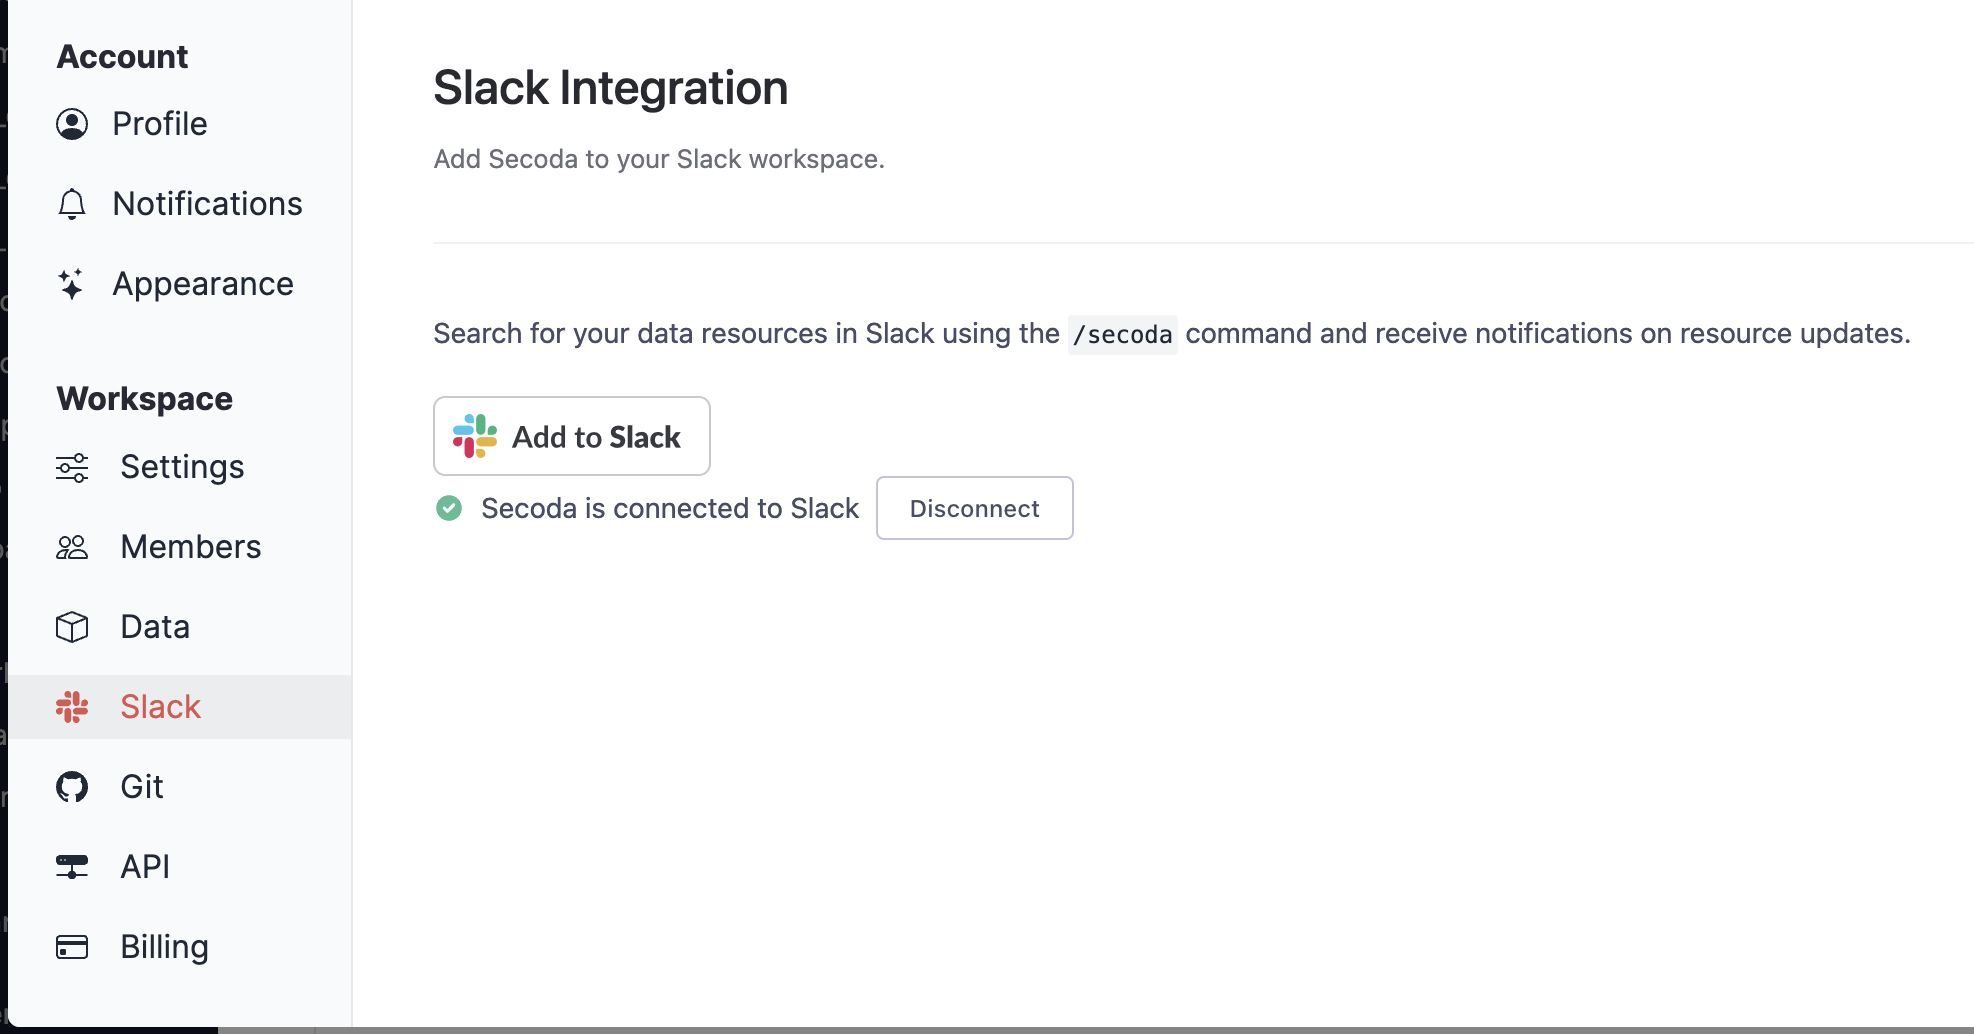 Account
Profile
Notifications
Appearance
Workspace
Settings
Members
Data
Slack
Git
API
Billing
Slack Integration
Add Secoda to your Slack workspace.
Search for your data resources in Slack using the /secoda command and receive notifications on resource updates.
Add to Slack
Secoda is connected to Slack
Disconnect